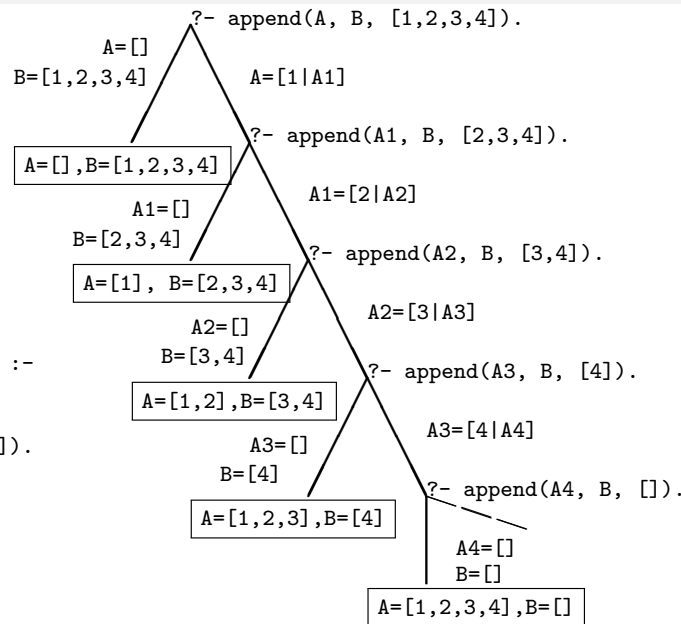 ?- append(A, B, [1,2,3,4]).
A=[]
B=[1,2,3,4]
A=[1|A1]
?- append(A1, B, [2,3,4]).
A=[],B=[1,2,3,4]
A1=[2|A2]
A1=[]
B=[2,3,4]
?- append(A2, B, [3,4]).
A=[1], B=[2,3,4]
A2=[3|A3]
A2=[]
B=[3,4]
:-
?- append(A3, B, [4]).
A=[1,2],B=[3,4]
A3=[4|A4]
]).
A3=[]
B=[4]
?- append(A4, B, []).
A=[1,2,3],B=[4]
A4=[]
B=[]
A=[1,2,3,4],B=[]